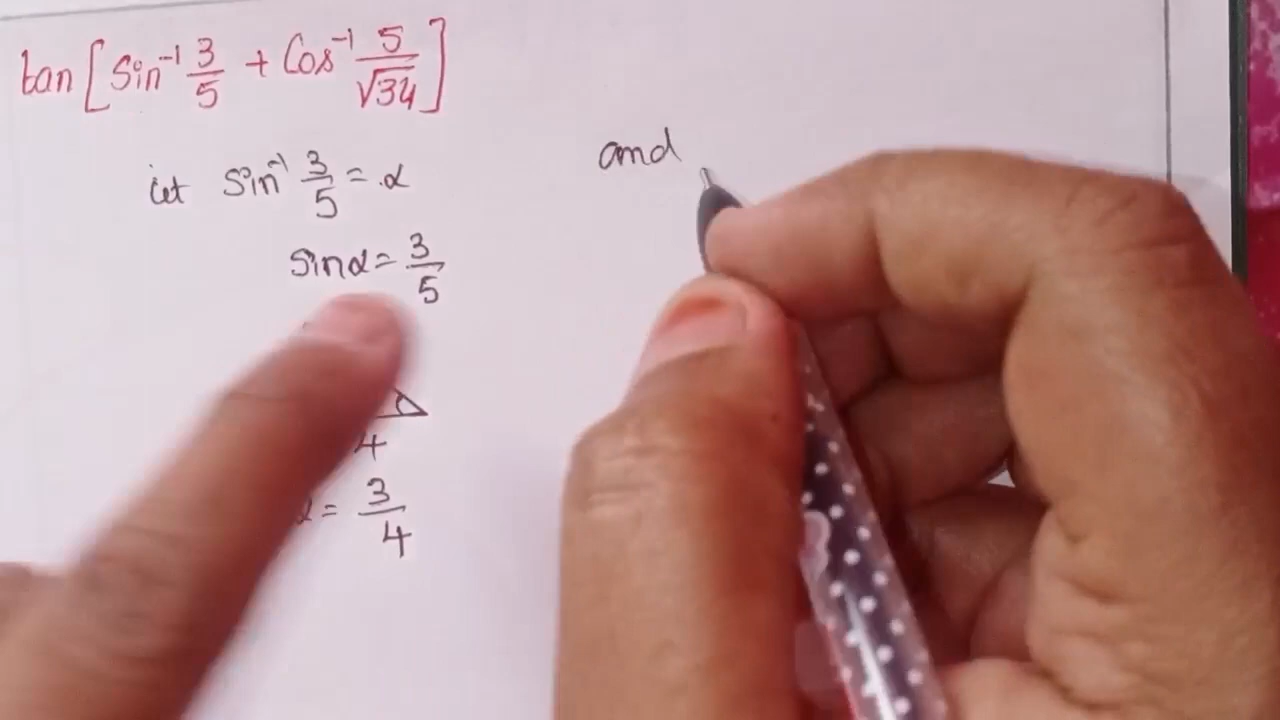 tan[Sin⁻¹ 3/5 + Cos⁻¹ 5/√34]
let Sin⁻¹ 3/5 = α
and
Sinα = 3/5
4
α = 3/4